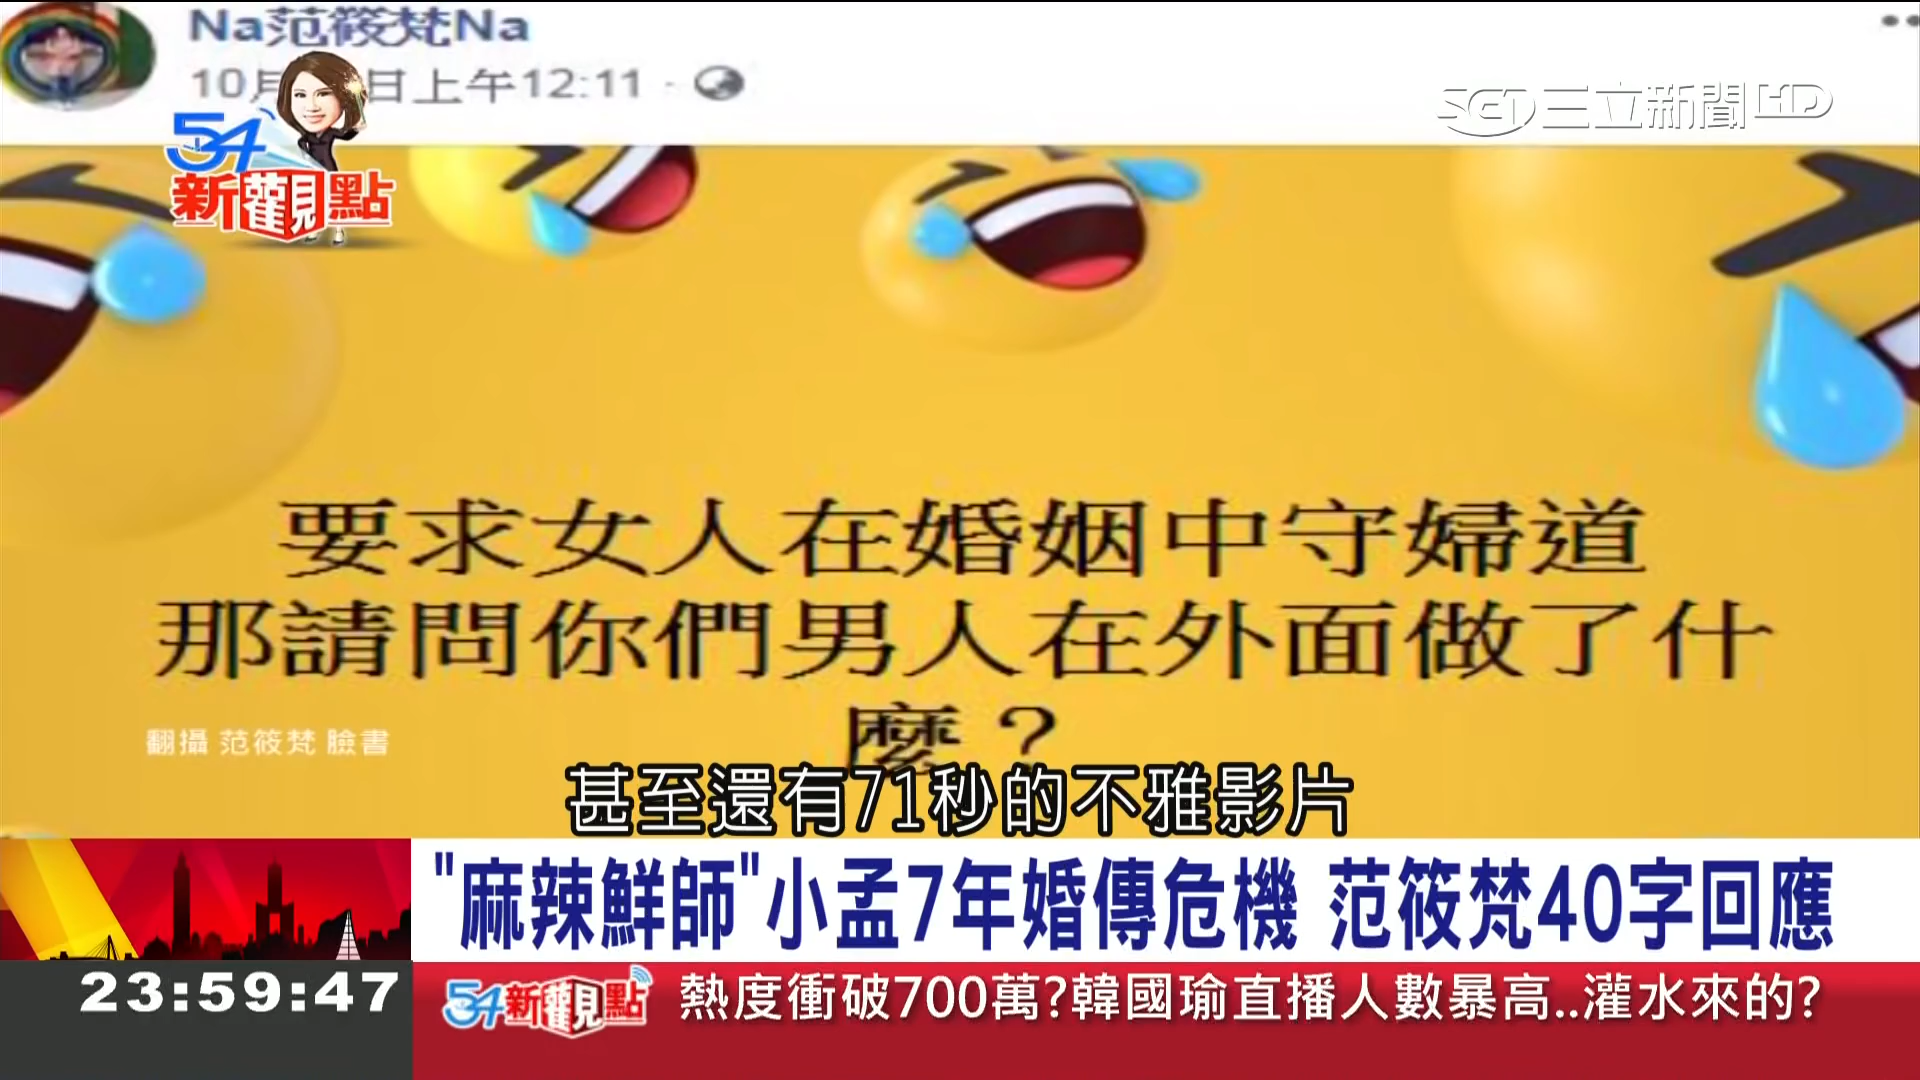 Na范筱梵Na
10月 日上午12:11
SET三立新聞HD
54
新觀點
要求女人在婚姻中守婦道
那請問你們男人在外面做了什
麼？
翻攝 范筱梵 臉書
甚至還有71秒的不雅影片
"麻辣鮮師"小孟7年婚傳危機 范筱梵40字回應
23:59:47
54新觀點 熱度衝破700萬?韓國瑜直播人數暴高..灌水來的?